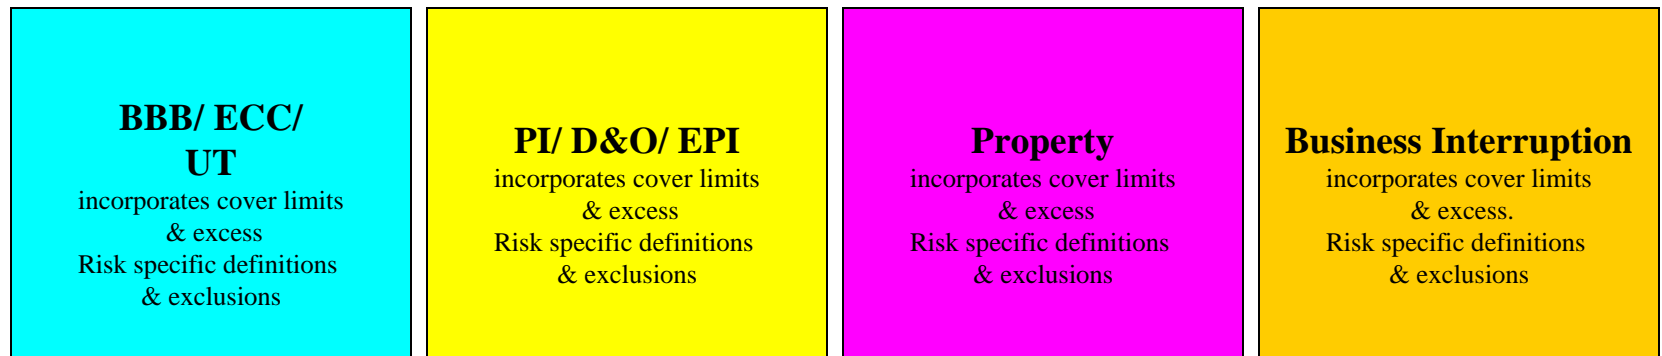 BBB/ ECC/
UT
incorporates cover limits
& excess
Risk specific definitions
& exclusions
PI/ D&O/ EPI
incorporates cover limits
& excess
Risk specific definitions
& exclusions
Property
incorporates cover limits
& excess
Risk specific definitions
& exclusions
Business Interruption
incorporates cover limits
& excess.
Risk specific definitions
& exclusions